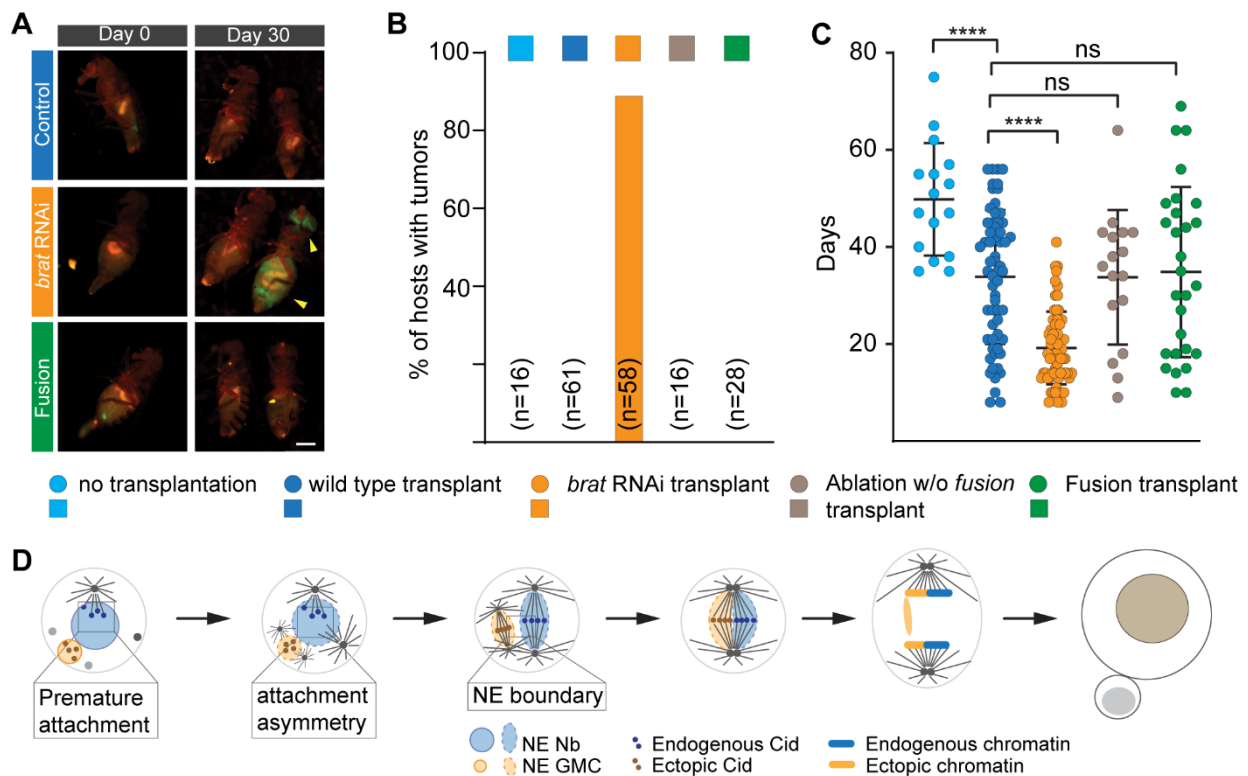 A
Day 0
Day 30
Control
brat RNAi
Fusion
B
100
80
60
40
% of hosts with tumors
(n=16)
(n=61)
(n=58)
(n=16)
(n=28)
C
****
ns
ns
****
80
60
40
20
Days
no transplantation
wild type transplant
brat RNAi transplant
Ablation w/o fusion
transplant
Fusion transplant
D
Premature
attachment
attachment
asymmetry
NE boundary
NE Nb
NE GMC
Endogenous Cid
Ectopic Cid
Endogenous chromatin
Ectopic chromatin